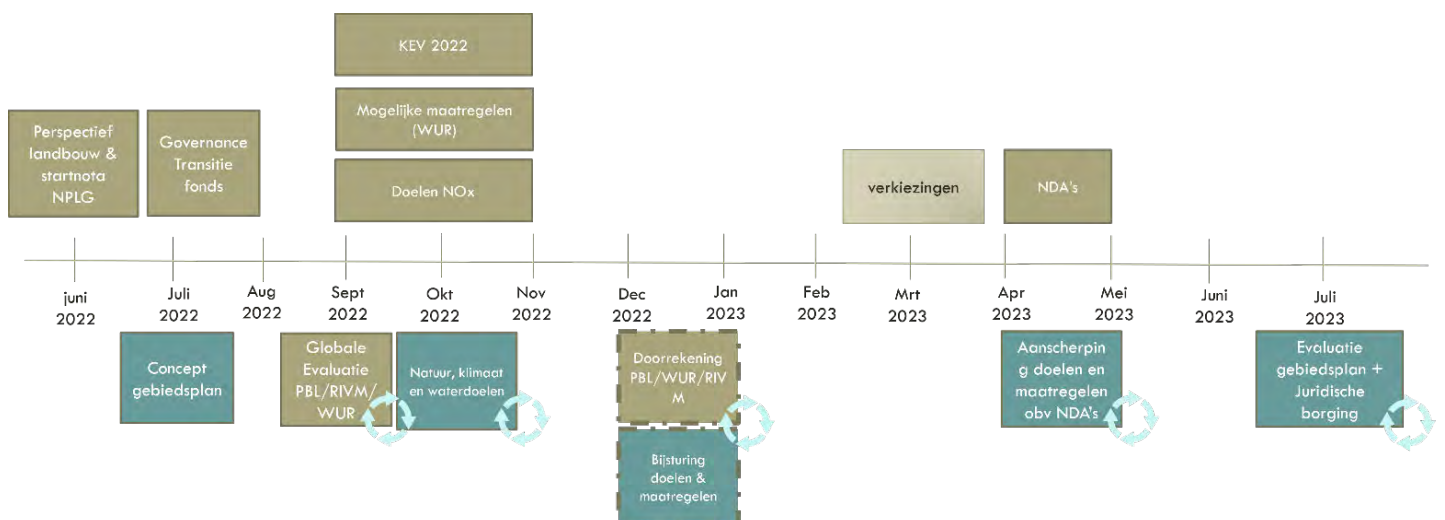 KEV 2022
Mogelijke maatregelen
(WUR)
Doelen NOx
Perspectief
landbouw &
startnota
NPLG
Governance
Transitie
fonds
verkiezingen
NDA's
juni
2022
Juli
2022
Aug
2022
Sept
2022
Okt
2022
Nov
2022
Dec
2022
Jan
2023
Feb
2023
Mrt
2023
Apr
2023
Mei
2023
Juni
2023
Juli
2023
Concept
gebiedsplan
Globale
Evaluatie
PBL/RIVM/
WUR
Natuur, klimaat
en waterdoelen
Doorrekening
PBL/WUR/RIV
M
Bijsturing
doelen &
maatregelen
Aanscherpin
g doelen en
maatregelen
obv NDA's
Evaluatie
gebiedsplan +
Juridische
borging